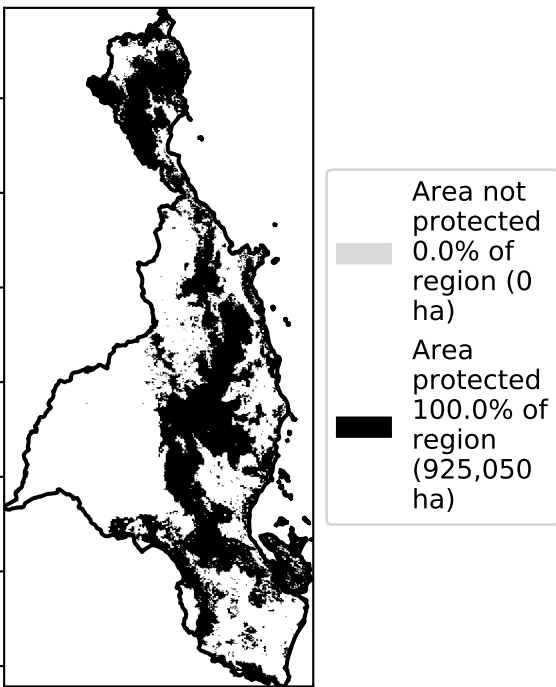 Area not
protected
0.0% of
region (0
ha)
Area
protected
100.0% of
region
(925,050
ha)